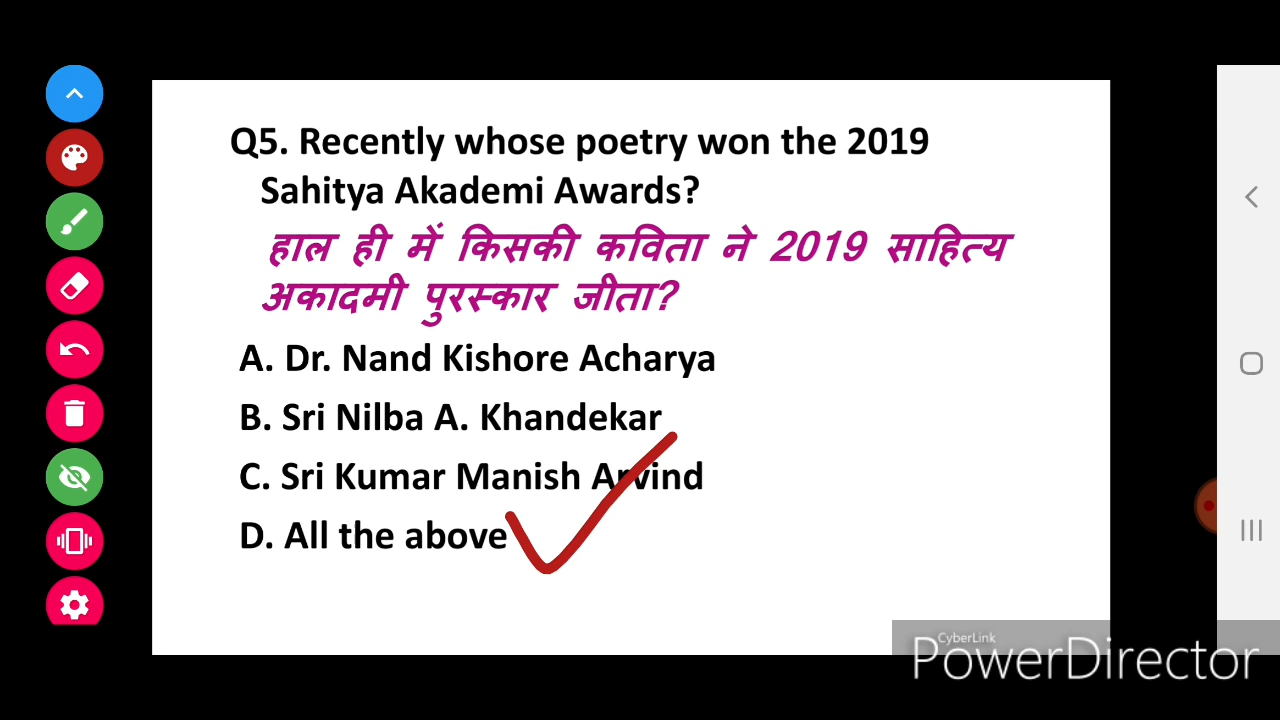 Q5. Recently whose poetry won the 2019
Sahitya Akademi Awards?
हाल ही में किसकी कविता ने 2019 साहित्य
अकादमी पुरस्कार जीता?
A. Dr. Nand Kishore Acharya
B. Sri Nilba A. Khandekar
C. Sri Kumar Manish Arvind
D. All the above
CyberLink
PowerDirector